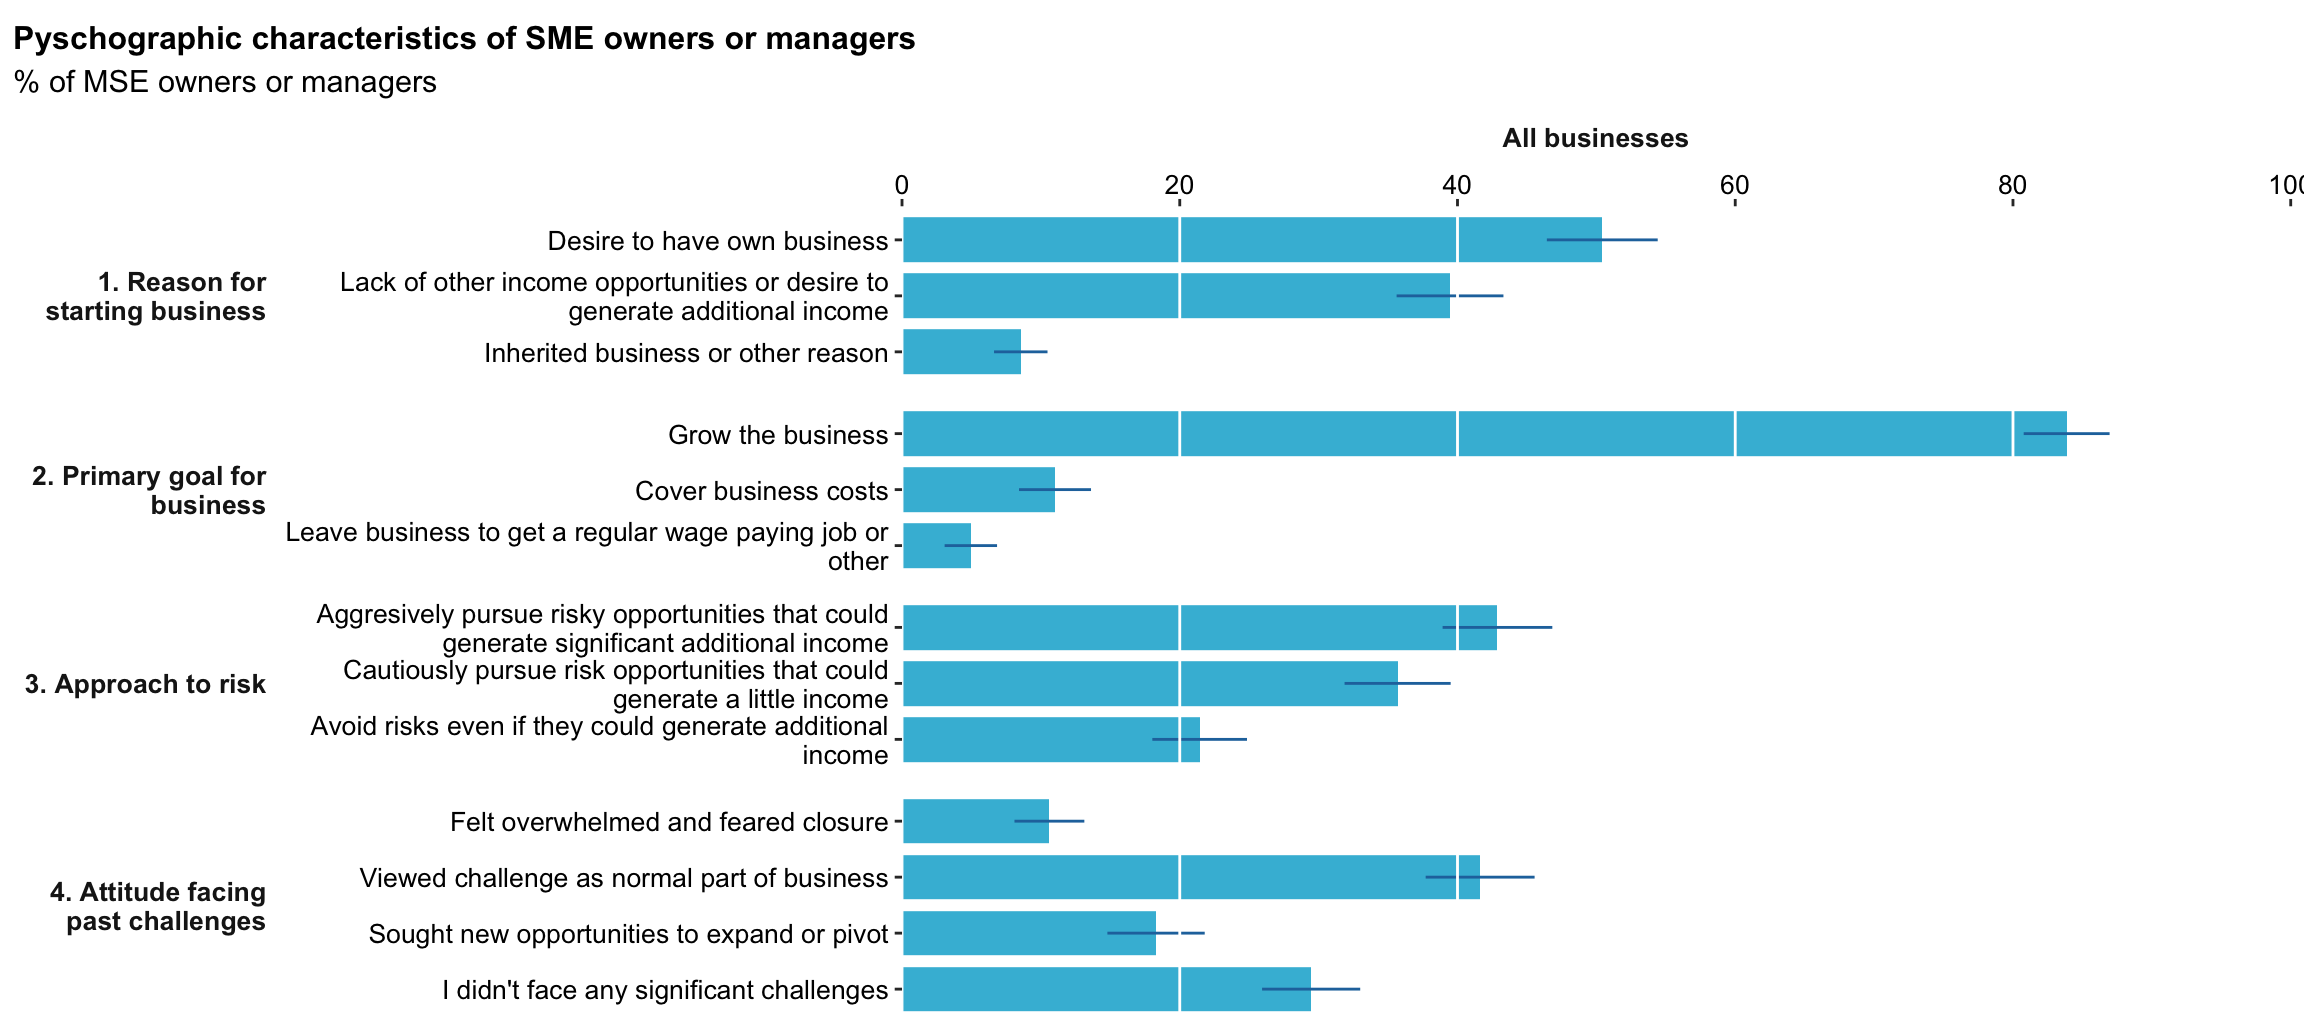 Pyschographic characteristics of SME owners or managers
% of MSE owners or managers
All businesses
0 20 40 60 80 100
1. Reason for
starting business
Desire to have own business
Lack of other income opportunities or desire to
generate additional income
Inherited business or other reason
2. Primary goal for
business
Grow the business
Cover business costs
Leave business to get a regular wage paying job or
other
3. Approach to risk
Aggresively pursue risky opportunities that could
generate significant additional income
Cautiously pursue risk opportunities that could
generate a little income
Avoid risks even if they could generate additional
income
4. Attitude facing
past challenges
Felt overwhelmed and feared closure
Viewed challenge as normal part of business
Sought new opportunities to expand or pivot
I didn't face any significant challenges